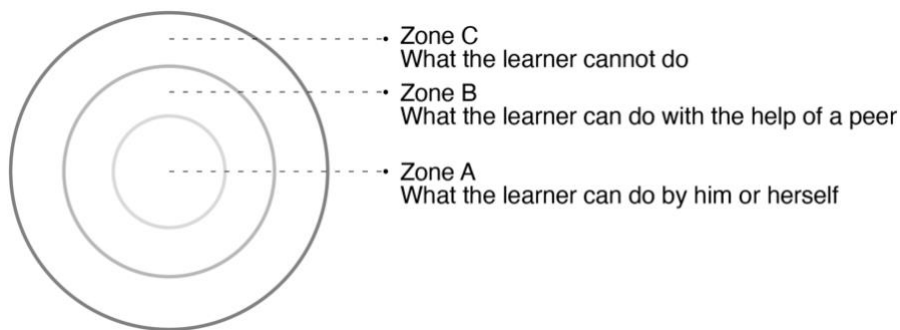 Zone C
What the learner cannot do
Zone B
What the learner can do with the help of a peer
Zone A
What the learner can do by him or herself